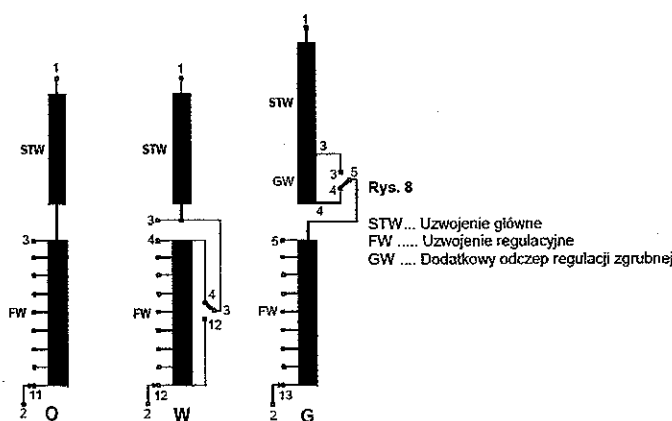 1
STW
3
FW
11
2
O
1
STW
3
4
4
3
12
FW
12
2
W
1
STW
3
3
5
GW
4
4
5
FW
13
2
G
Rys. 8
STW... Uzwojenie główne
FW ..... Uzwojenie regulacyjne
GW .... Dodatkowy odczep regulacji zgrubnej